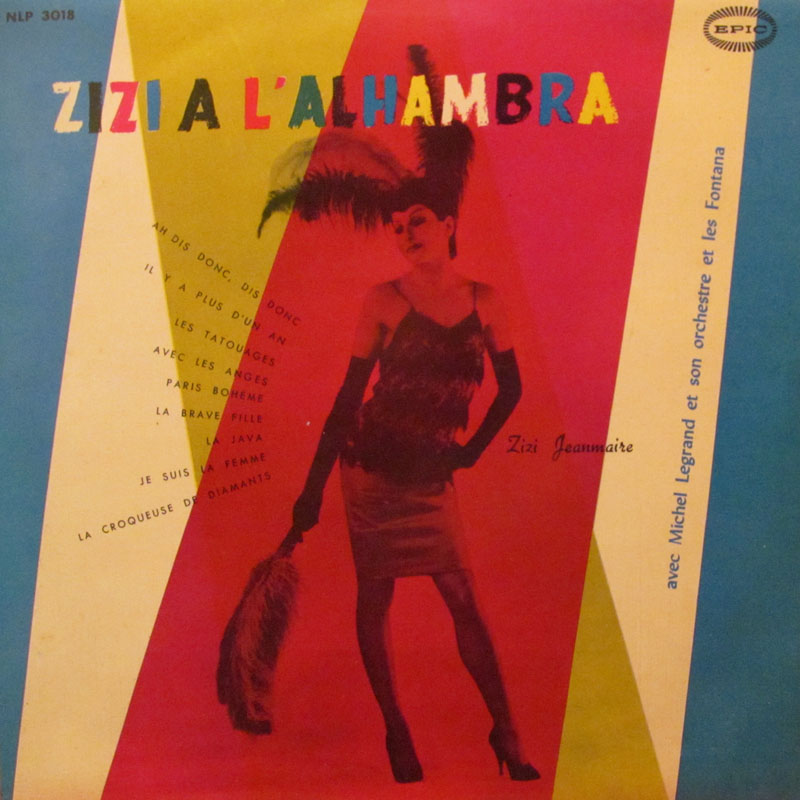 NLP 3018
EPIC
ZIZI A L'ALHAMBRA
AH DIS DONC, DIS DONC
IL Y A PLUS D'UN AN
LES TATOUAGES
AVEC LES ANGES
PARIS BOHÈME
LA BRAVE FILLE
LA JAVA
JE SUIS LA FEMME
LA CROQUEUSE DE DIAMANTS
Zizi Jeanmaire
avec Michel Legrand et son orchestre et les Fontana